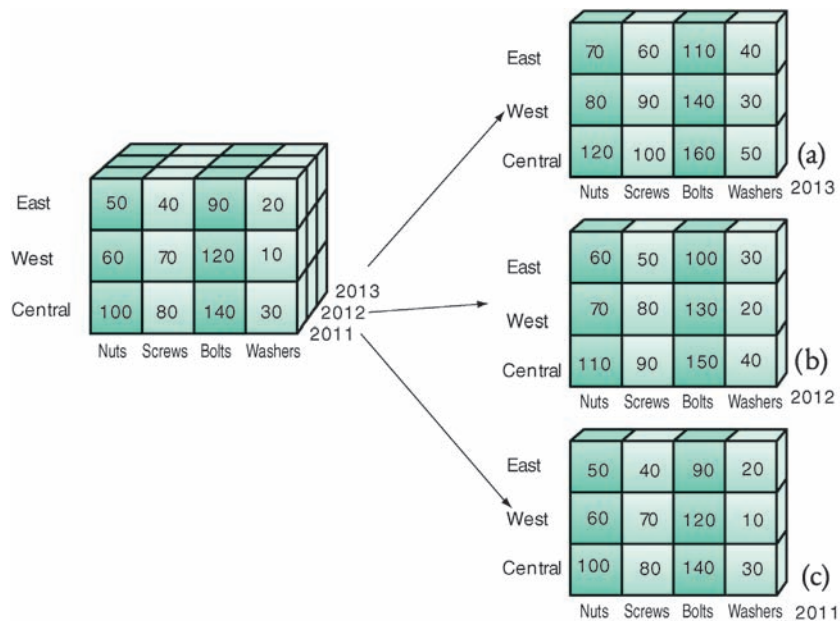 East 50 40 90 20
West 60 70 120 10
Central 100 80 140 30
Nuts Screws Bolts Washers
2013
2012
2011
East 70 60 110 40
West 80 90 140 30
Central 120 100 160 50
(a)
Nuts Screws Bolts Washers 2013
East 60 50 100 30
West 70 80 130 20
Central 110 90 150 40
(b)
Nuts Screws Bolts Washers 2012
East 50 40 90 20
West 60 70 120 10
Central 100 80 140 30
(c)
Nuts Screws Bolts Washers 2011